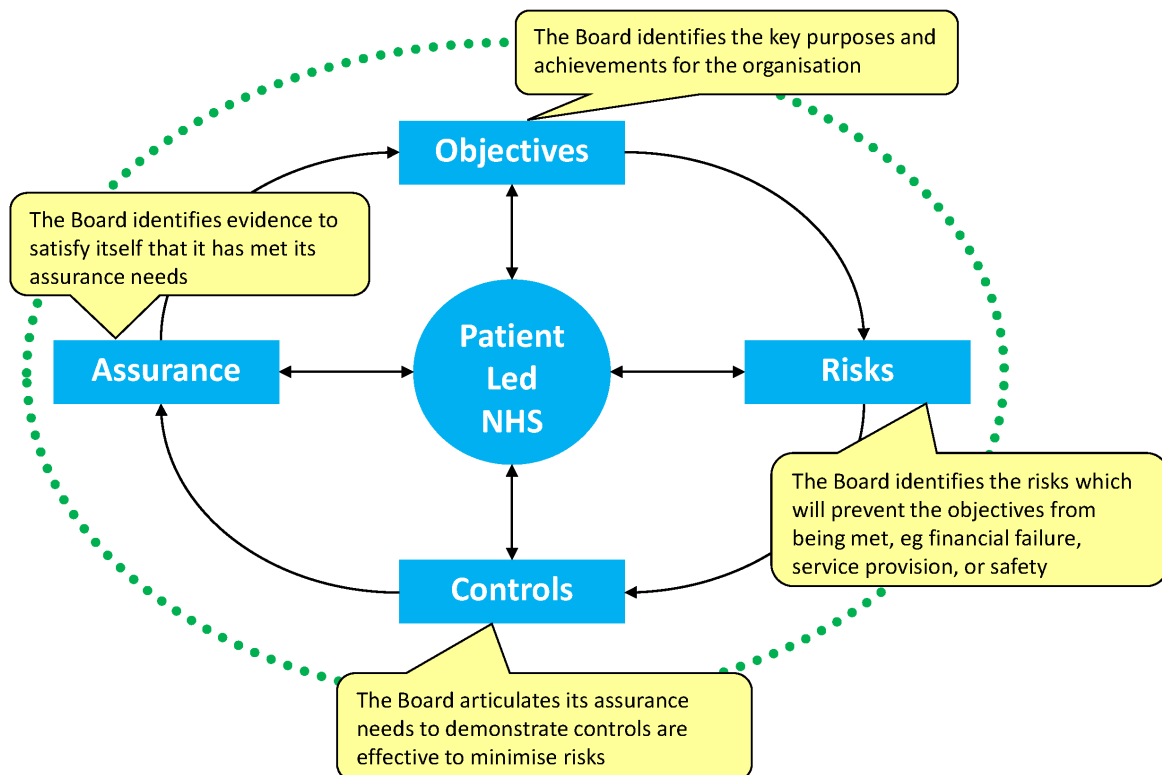 The Board identifies the key purposes and
achievements for the organisation
Objectives
The Board identifies evidence to
satisfy itself that it has met its
assurance needs
Patient
Led
NHS
Assurance
Risks
The Board identifies the risks which
will prevent the objectives from
being met, eg financial failure,
service provision, or safety
Controls
The Board articulates its assurance
needs to demonstrate controls are
effective to minimise risks